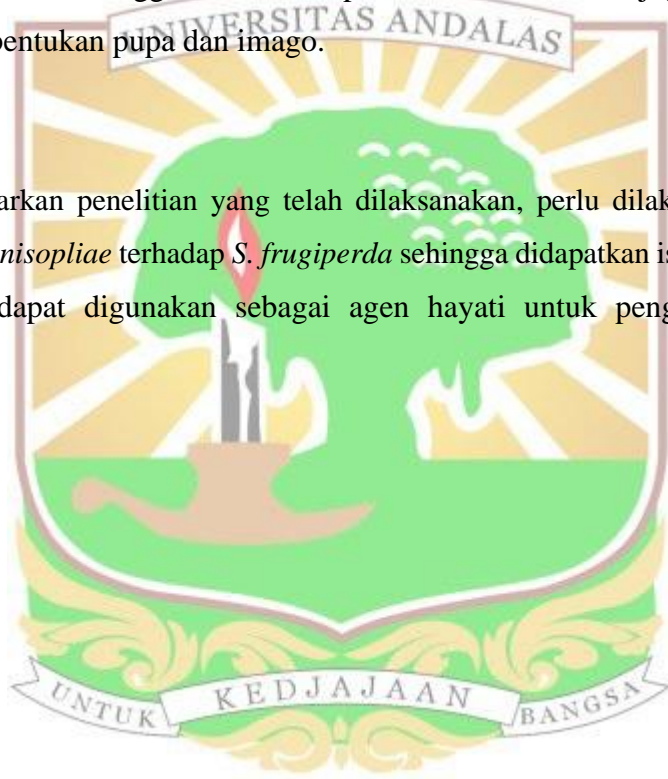 UNIVERSITAS ANDALAS
bentukan pupa dan imago.
arkan penelitian yang telah dilaksanakan, perlu dilak
nisopliae terhadap S. frugiperda sehingga didapatkan is
dapat digunakan sebagai agen hayati untuk peng
UNTUK KEDJAJAAN BANGSA